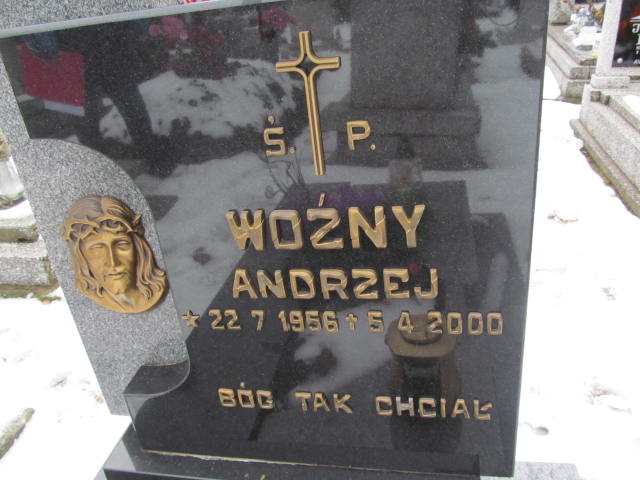 Ś. P.
WOŹNY
ANDRZEJ
* 22 7 1956 ✝ 5 4 2000
BÓG TAK CHCIAŁ